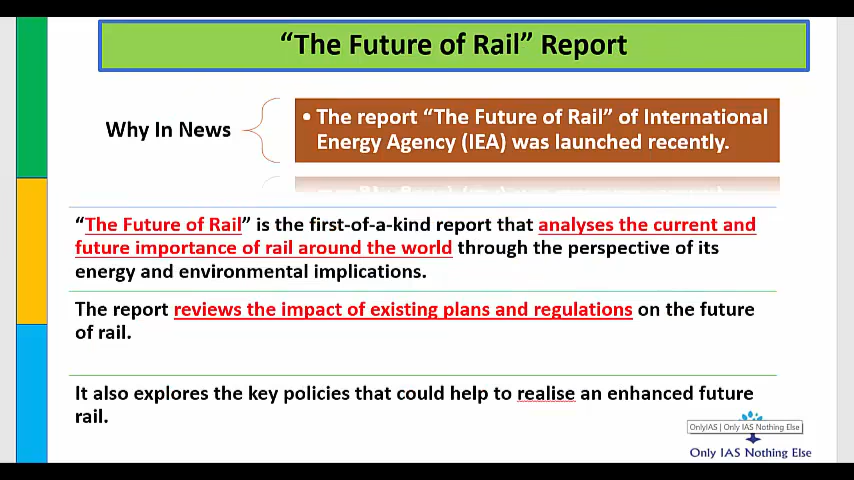 “The Future of Rail” Report
Why In News
• The report “The Future of Rail” of International
Energy Agency (IEA) was launched recently.
“The Future of Rail” is the first-of-a-kind report that analyses the current and
future importance of rail around the world through the perspective of its
energy and environmental implications.
The report reviews the impact of existing plans and regulations on the future
of rail.
It also explores the key policies that could help to realise an enhanced future
rail.
OnlyIAS | Only IAS Nothing Else
Only IAS Nothing Else